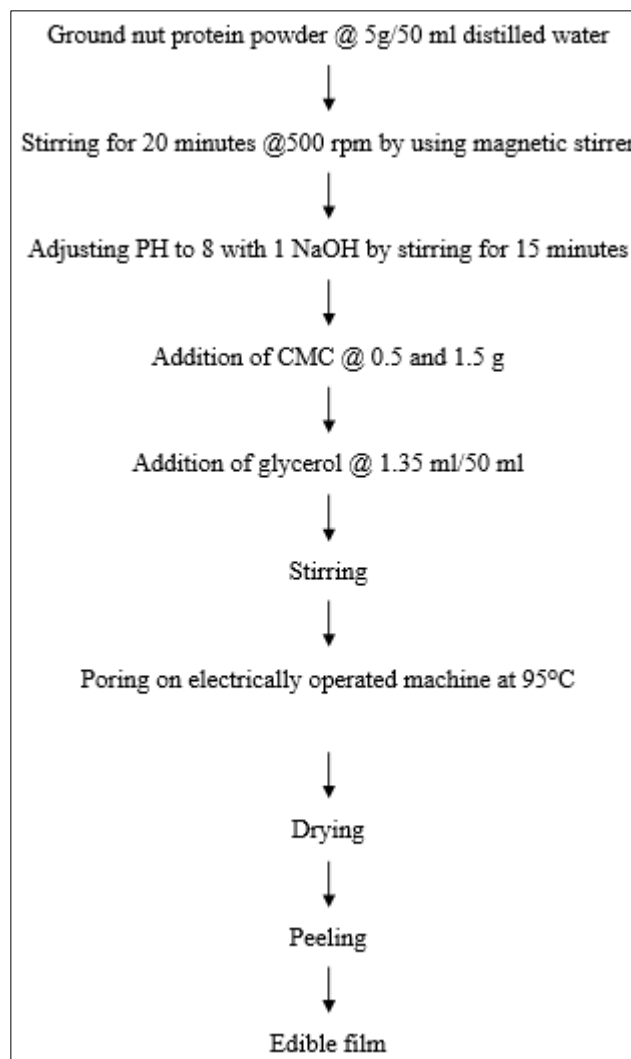 Ground nut protein powder @ 5g/50 ml distilled water
Stirring for 20 minutes @500 rpm by using magnetic stirrer
Adjusting PH to 8 with 1 NaOH by stirring for 15 minutes
Addition of CMC @ 0.5 and 1.5 g
Addition of glycerol @ 1.35 ml/50 ml
Stirring
Poring on electrically operated machine at 95°C
Drying
Peeling
Edible film